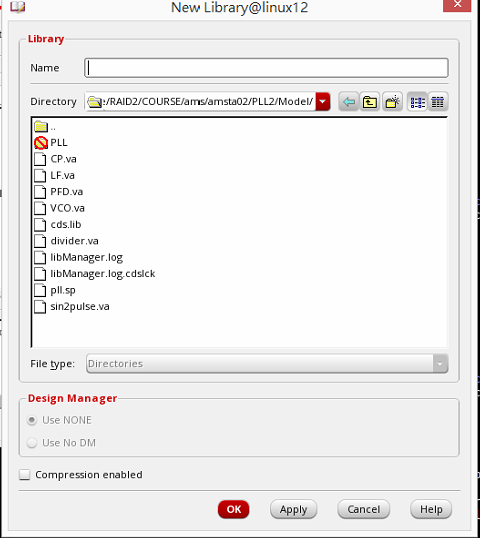 New Library@linux12
Library
Name
Directory :/RAID2/COURSE/ams/amsta02/PLL2/Model/
..
PLL
CP.va
LF.va
PFD.va
VCO.va
cds.lib
divider.va
libManager.log
libManager.log.cdslck
pll.sp
sin2pulse.va
File type: Directories
Design Manager
Use NONE
Use No DM
Compression enabled
OK Apply Cancel Help